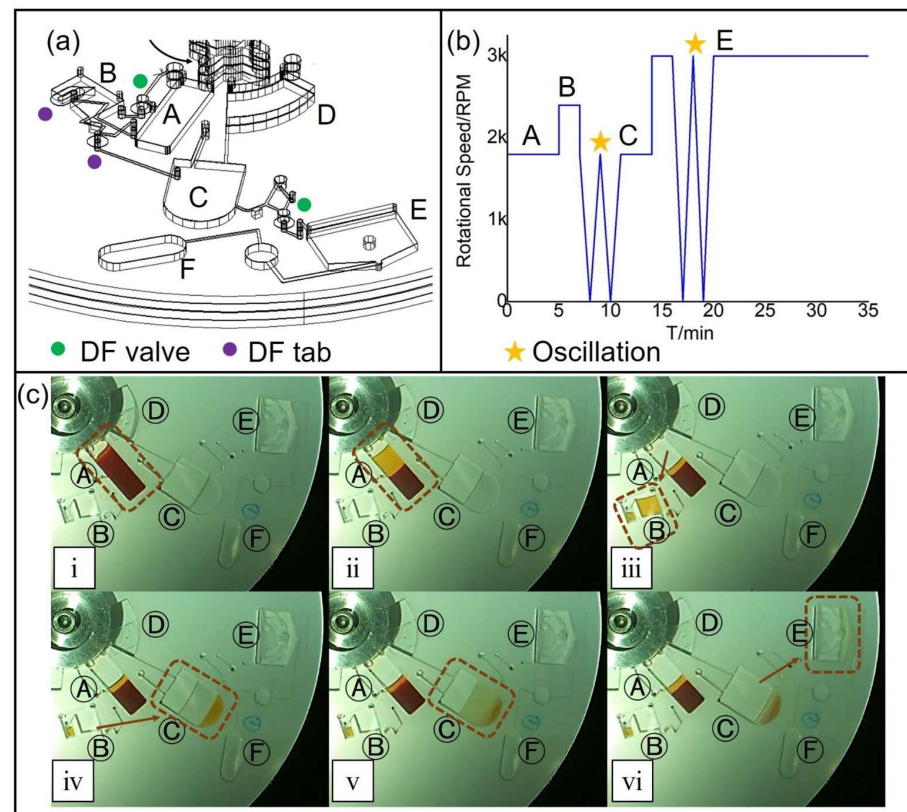 (a)
B
A
D
C
E
F
DF valve
DF tab
(b)
Rotational Speed/RPM
3k
2k
1k
0
A
B
C
E
0
5
10
15
20
25
30
35
T/min
Oscillation
(c)
D
E
A
B
C
F
i
D
E
A
B
C
F
ii
D
E
A
B
C
F
iii
D
E
A
B
C
F
iv
D
E
A
B
C
F
v
D
E
A
B
C
F
vi